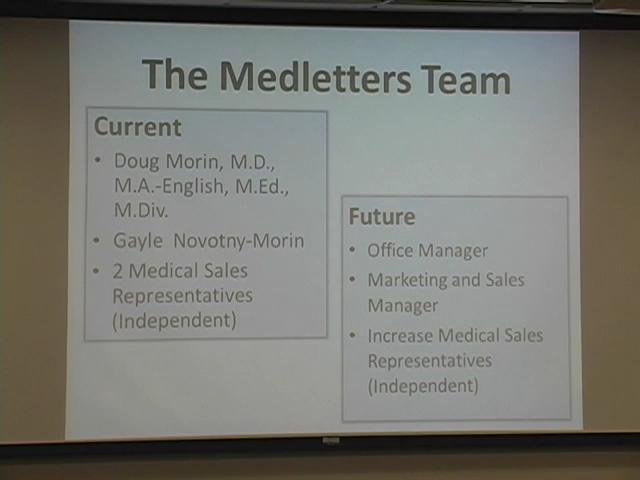 The Medletters Team
Current
• Doug Morin, M.D.,
M.A.-English, M.Ed.,
M.Div.
• Gayle Novotny-Morin
• 2 Medical Sales
Representatives
(Independent)
Future
• Office Manager
• Marketing and Sales
Manager
• Increase Medical Sales
Representatives
(Independent)